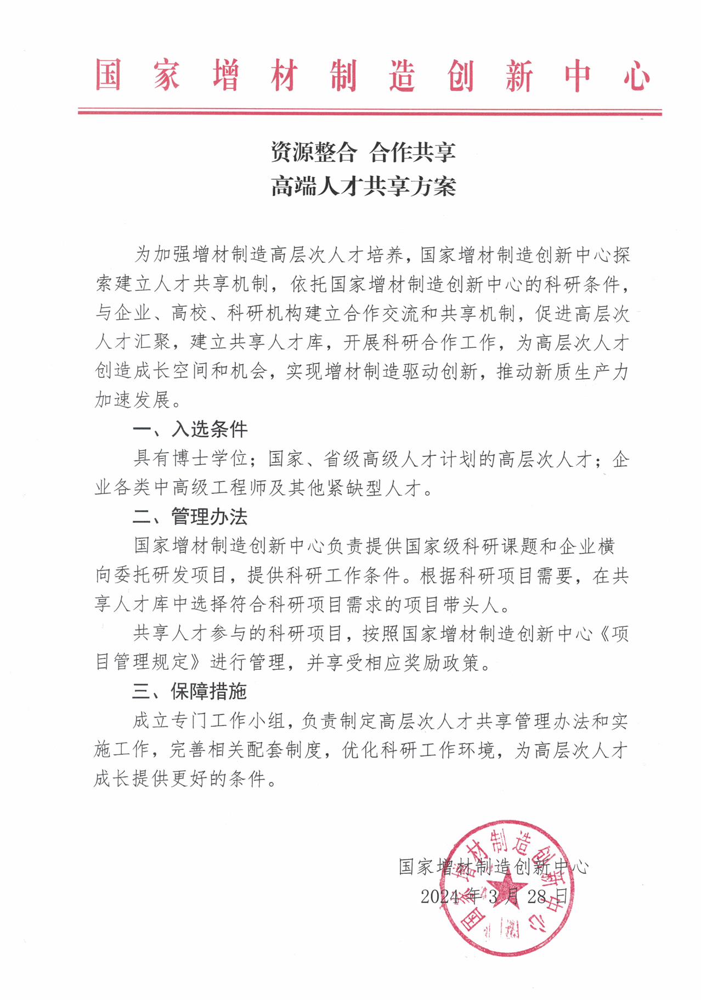 国家增材制造创新中心
资源整合 合作共享
高端人才共享方案
为加强增材制造高层次人才培养，国家增材制造创新中心探
索建立人才共享机制，依托国家增材制造创新中心的科研条件，
与企业、高校、科研机构建立合作交流和共享机制，促进高层次
人才汇聚，建立共享人才库，开展科研合作工作，为高层次人才
创造成长空间和机会，实现增材制造驱动创新，推动新质生产力
加速发展。
一、入选条件
具有博士学位；国家、省级高级人才计划的高层次人才；企
业各类中高级工程师及其他紧缺型人才。
二、管理办法
国家增材制造创新中心负责提供国家级科研课题和企业横
向委托研发项目，提供科研工作条件。根据科研项目需要，在共
享人才库中选择符合科研项目需求的项目带头人。
共享人才参与的科研项目，按照国家增材制造创新中心《项
目管理规定》进行管理，并享受相应奖励政策。
三、保障措施
成立专门工作小组，负责制定高层次人才共享管理办法和实
施工作，完善相关配套制度，优化科研工作环境，为高层次人才
成长提供更好的条件。
国家增材制造创新中心
2024 年 3 月 28 日
国家增材制造创新中心